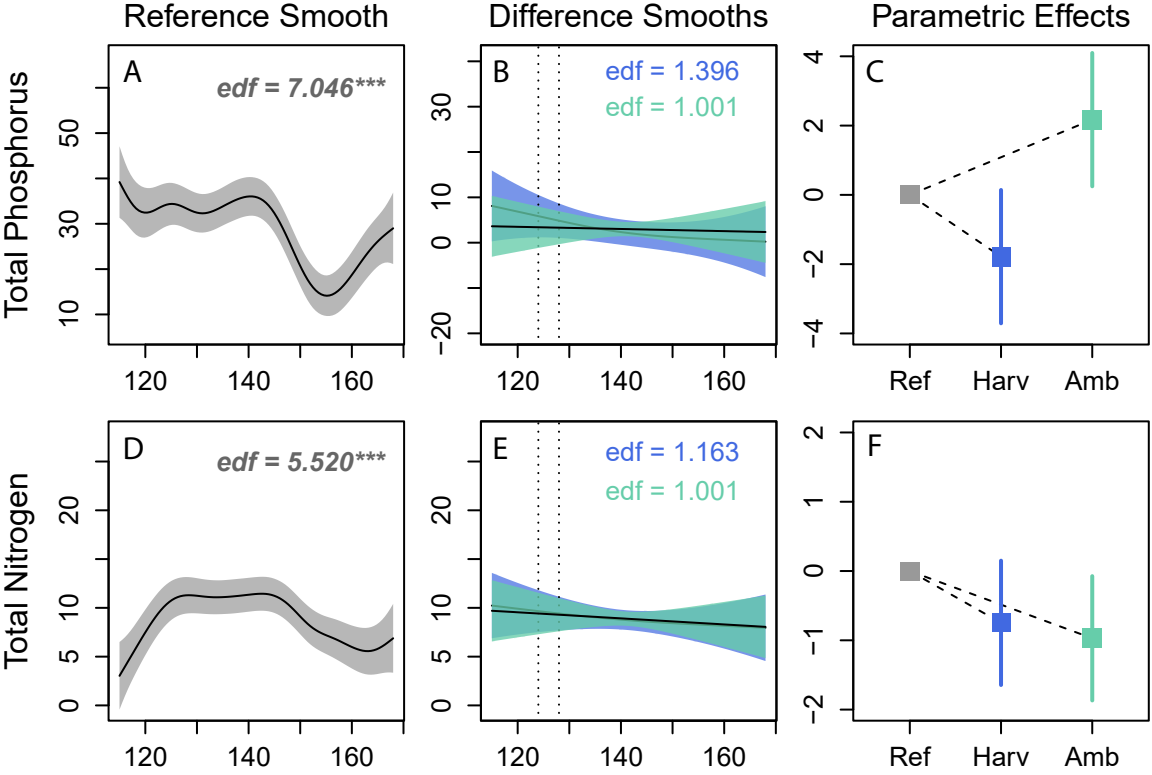 Reference Smooth
Difference Smooths
Parametric Effects
Total Phosphorus
A
edf = 7.046***
50
30
10
120 140 160
B
edf = 1.396
edf = 1.001
30
10
0
−20
120 140 160
C
4
2
0
−2
−4
Ref Harv Amb
Total Nitrogen
D
edf = 5.520***
20
10
5
0
120 140 160
E
edf = 1.163
edf = 1.001
20
10
5
0
120 140 160
F
2
1
0
−1
−2
Ref Harv Amb